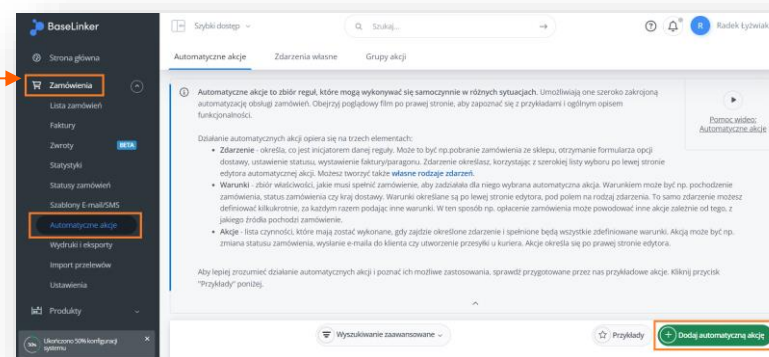 BaseLinker
Szybki dostęp
Szukaj...
Radek Łyżwiak
Strona główna
Zamówienia
Lista zamówień
Faktury
Zwroty BETA
Statystyki
Statusy zamówień
Szablony E-mail/SMS
Automatyczne akcje
Wydruki i eksporty
Import przelewów
Ustawienia
Produkty
50% Ukończono 50% konfiguracji
systemu
Automatyczne akcje Zdarzenia własne Grupy akcji
Automatyczne akcje to zbiór reguł, które mogą wykonywać się samoczynnie w różnych sytuacjach. Umożliwiają one szeroko zakrojoną
automatyzację obsługi zamówień. Obejrzyj poglądowy film po prawej stronie, aby zapoznać się z przykładami i ogólnym opisem
funkcjonalności.
Działanie automatycznych akcji opiera się na trzech elementach:
• Zdarzenie - określa, co jest inicjatorem danej reguły. Może to być np.pobranie zamówienia ze sklepu, otrzymanie formularza opcji
dostawy, ustawienie statusu, wystawienie faktury/paragonu. Zdarzenie określasz, korzystając z szerokiej listy wyboru po lewej stronie
edytora automatycznej akcji. Możesz tworzyć także własne rodzaje zdarzeń.
• Warunki - zbiór właściwości, jakie musi spełnić zamówienie, aby zadziałała dla niego wybrana automatyczna akcja. Warunkiem może być np. pochodzenie
zamówienia, status zamówienia czy kraj dostawy. Warunki określane są po lewej stronie edytora, pod polem na rodzaj zdarzenia. To samo zdarzenie możesz
definiować kilkukrotnie, za każdym razem podając inne warunki. W ten sposób np. opłacenie zamówienia może powodować inne akcje zależnie od tego, z
jakiego źródła pochodzi zamówienie.
• Akcje - lista czynności, które mają zostać wykonane, gdy zajdzie określone zdarzenie i spełnione będą wszystkie zdefiniowane warunki. Akcją może być np.
zmiana statusu zamówienia, wysłanie e-maila do klienta czy utworzenie przesyłki u kuriera. Akcje określa się po prawej stronie edytora.
Aby lepiej zrozumieć działanie automatycznych akcji i poznać ich możliwe zastosowania, sprawdź przygotowane przez nas przykładowe akcje. Kliknij przycisk
"Przykłady" poniżej.
Pomoc wideo:
Automatyczne akcje
Wyszukiwanie zaawansowane
Przykłady
Dodaj automatyczną akcję